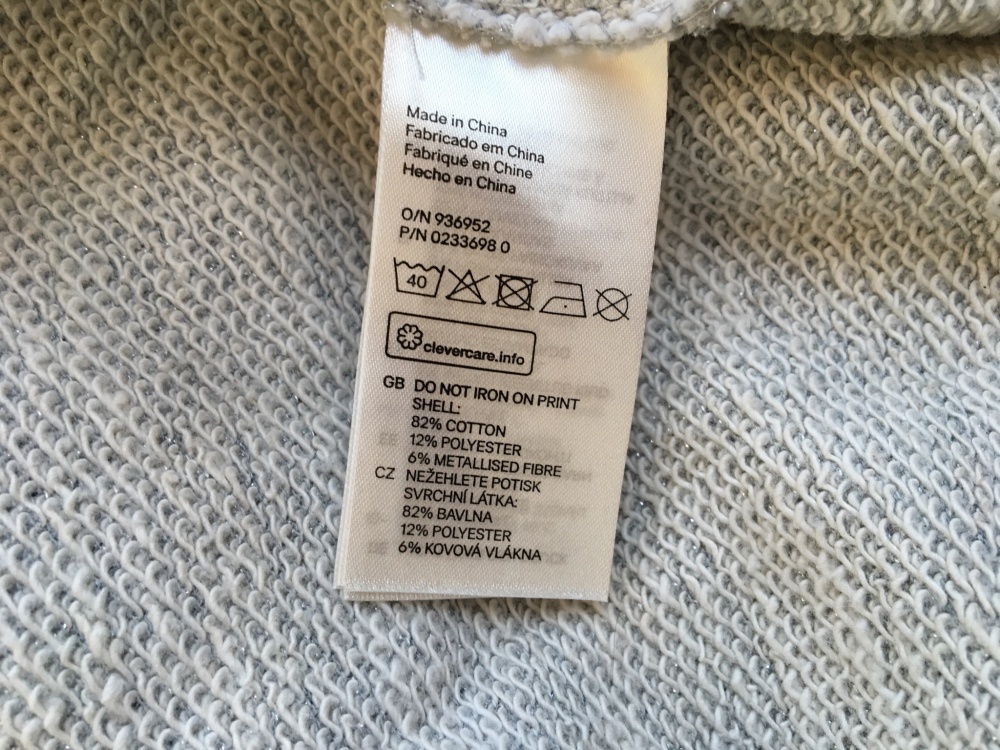 Made in China
Fabricado em China
Fabriqué en Chine
Hecho en China
O/N 936952
P/N 0233698 0
40
clevercare.info
GB DO NOT IRON ON PRINT
SHELL:
82% COTTON
12% POLYESTER
6% METALLISED FIBRE
CZ NEŽEHLETE POTISK
SVRCHNÍ LÁTKA:
82% BAVLNA
12% POLYESTER
6% KOVOVÁ VLÁKNA